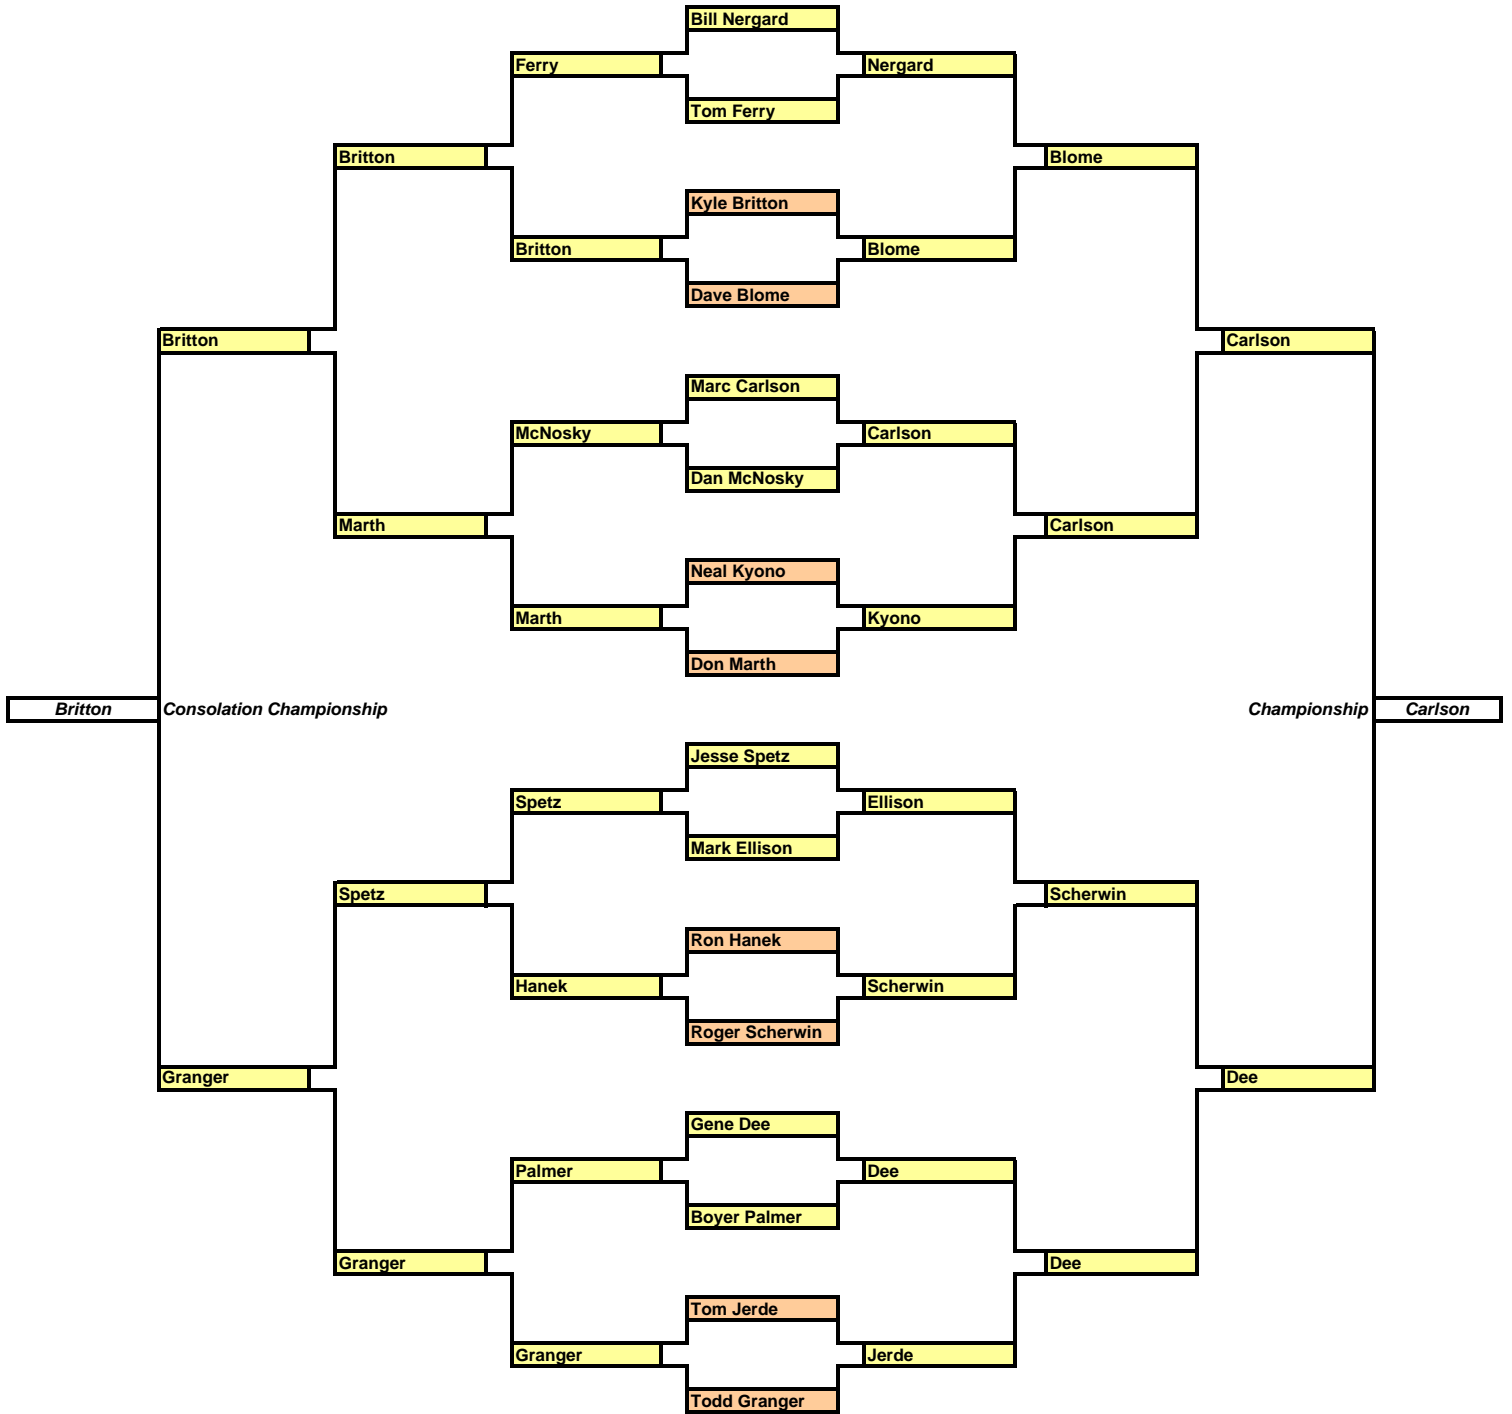 Bill Nergard
Ferry
Nergard
Tom Ferry
Britton
Blome
Kyle Britton
Britton
Blome
Dave Blome
Britton
Carlson
Marc Carlson
McNosky
Carlson
Dan McNosky
Marth
Carlson
Neal Kyono
Marth
Kyono
Don Marth
Britton
Consolation Championship
Championship
Carlson
Jesse Spetz
Spetz
Ellison
Mark Ellison
Spetz
Scherwin
Ron Hanek
Hanek
Scherwin
Roger Scherwin
Granger
Dee
Gene Dee
Palmer
Dee
Boyer Palmer
Granger
Dee
Tom Jerde
Granger
Jerde
Todd Granger